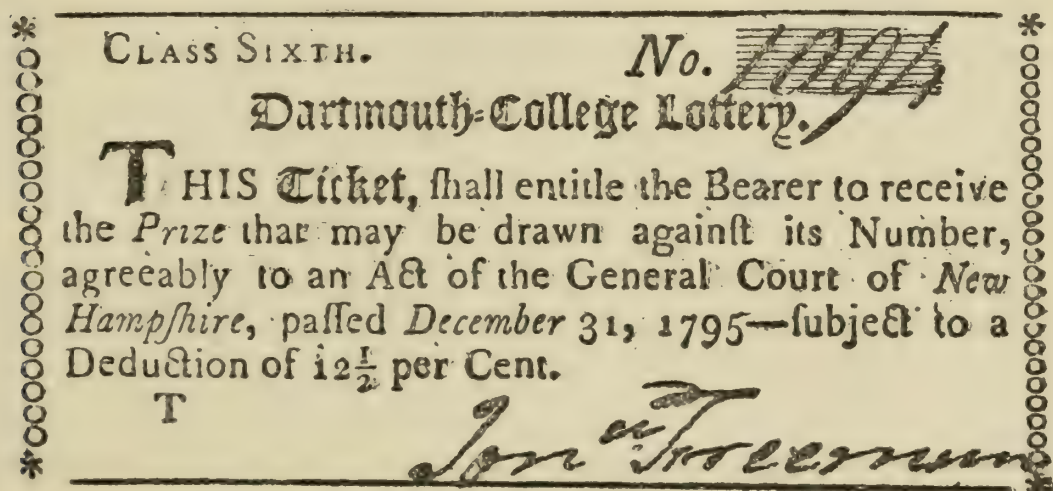 CLASS SIXTH. No.
Dartmouth-College Lottery.
THIS Ticket, ſhall entitle the Bearer to receive
the Prize that may be drawn againſt its Number,
agreeably to an Act of the General Court of New
Hampſhire, paſſed December 31, 1795—ſubject to a
Deduction of 12½ per Cent.
T
Jonⁿ Freeman